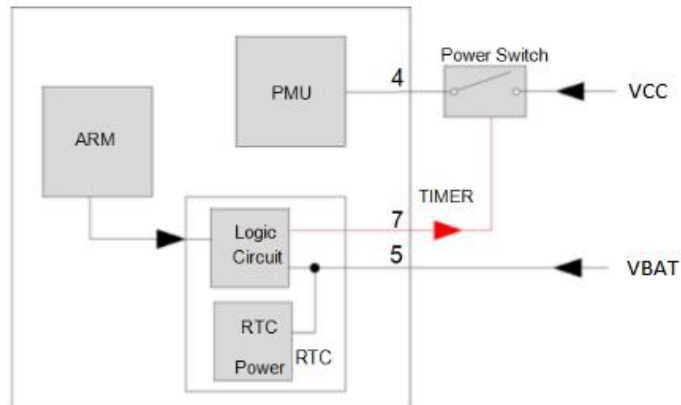 Power Switch
4
PMU
VCC
ARM
TIMER
7
Logic
Circuit
5
VBAT
RTC
Power
RTC